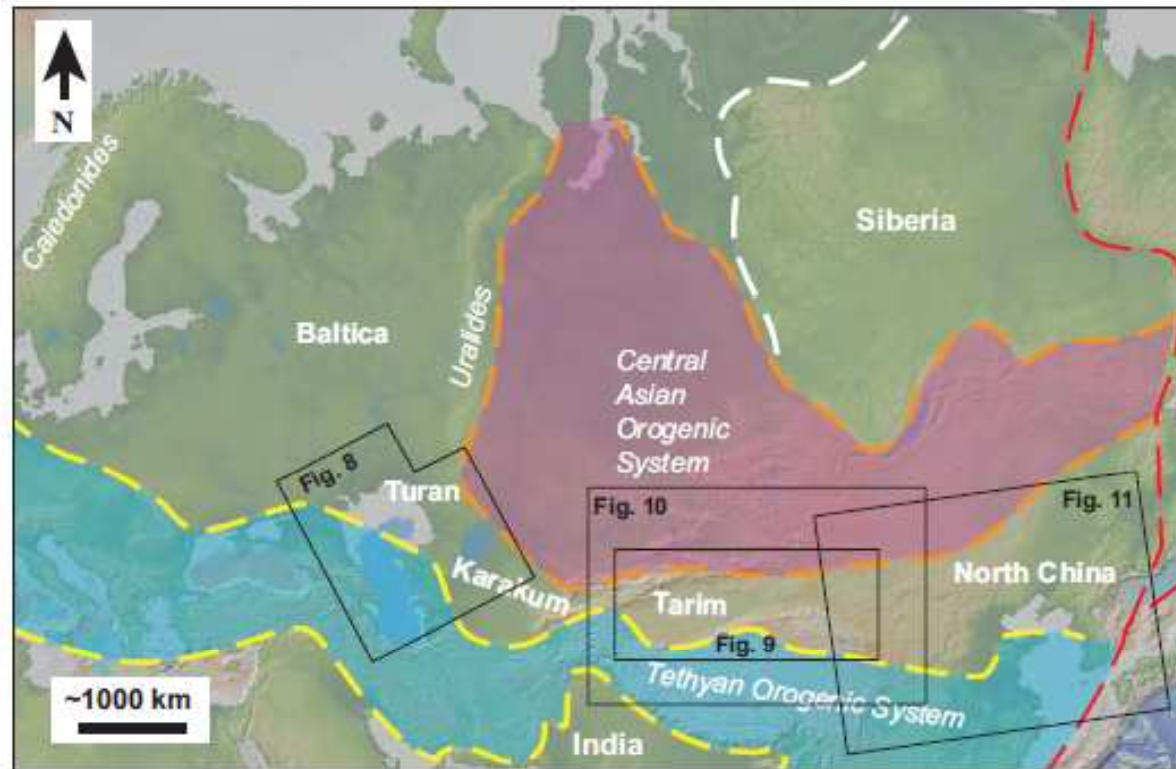 N
Caledonides
Siberia
Baltica
Uralides
Central
Asian
Orogenic
System
Fig. 8
Turan
Fig. 10
Fig. 11
Karakum
Tarim
North China
Fig. 9
Tethyan Orogenic System
~1000 km
India